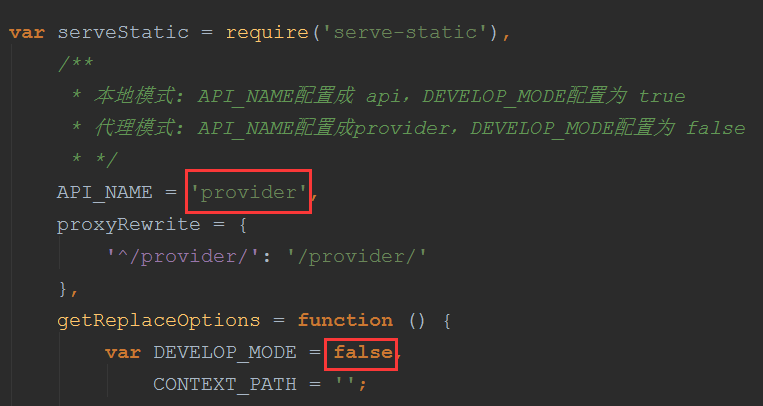 var serveStatic = require('serve-static'),
/**
* 本地模式: API_NAME配置成 api，DEVELOP_MODE配置为 true
* 代理模式: API_NAME配置成provider，DEVELOP_MODE配置为 false
* */
API_NAME = 'provider',
proxyRewrite = {
'^/provider/': '/provider/'
},
getReplaceOptions = function () {
var DEVELOP_MODE = false,
CONTEXT_PATH = '';